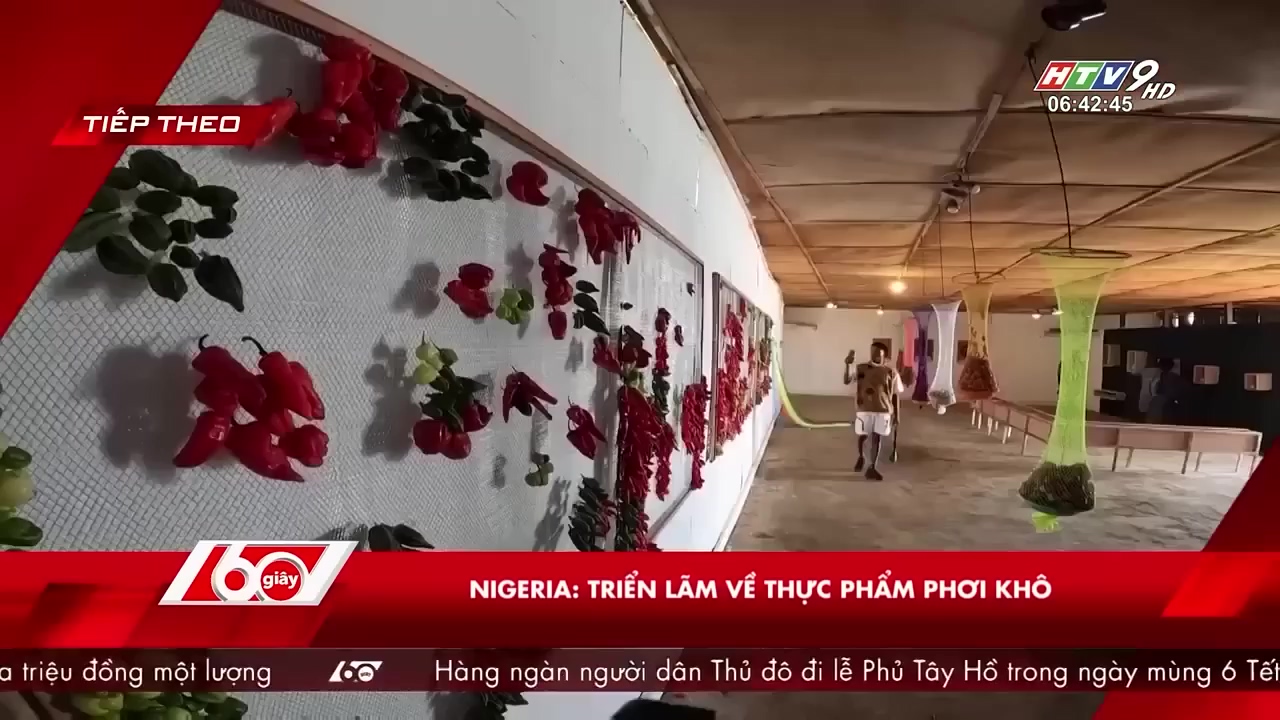 TIẾP THEO
HTV9 HD
06:42:45
60 giây
NIGERIA: TRIỂN LÃM VỀ THỰC PHẨM PHƠI KHÔ
a triệu đồng một lượng 60 giây Hàng ngàn người dân Thủ đô đi lễ Phủ Tây Hồ trong ngày mùng 6 Tết